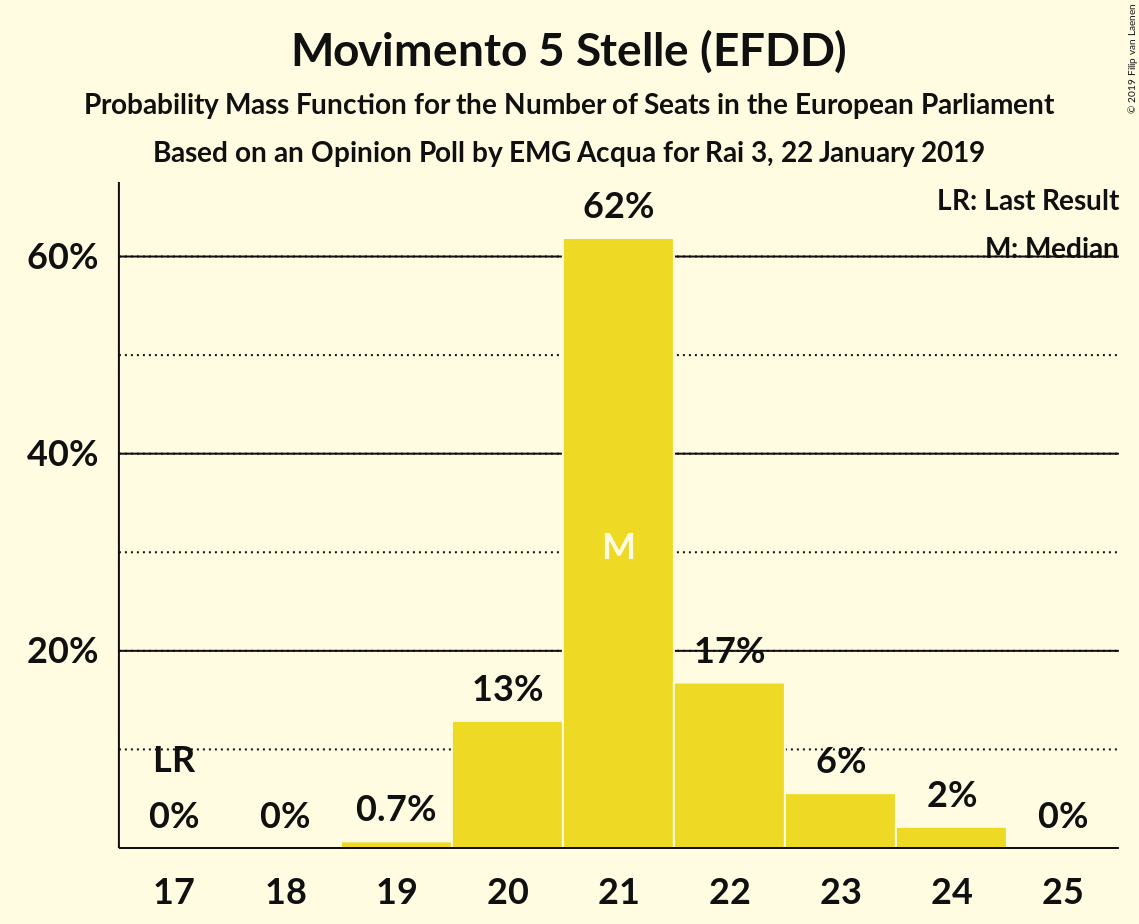 Movimento 5 Stelle (EFDD)
Probability Mass Function for the Number of Seats in the European Parliament
Based on an Opinion Poll by EMG Acqua for Rai 3, 22 January 2019
© 2019 Filip van Laenen
LR: Last Result
M: Median
62%
60%
40%
M
20%
17%
13%
LR
6%
2%
0.7%
0%
0%
0%
17 18 19 20 21 22 23 24 25